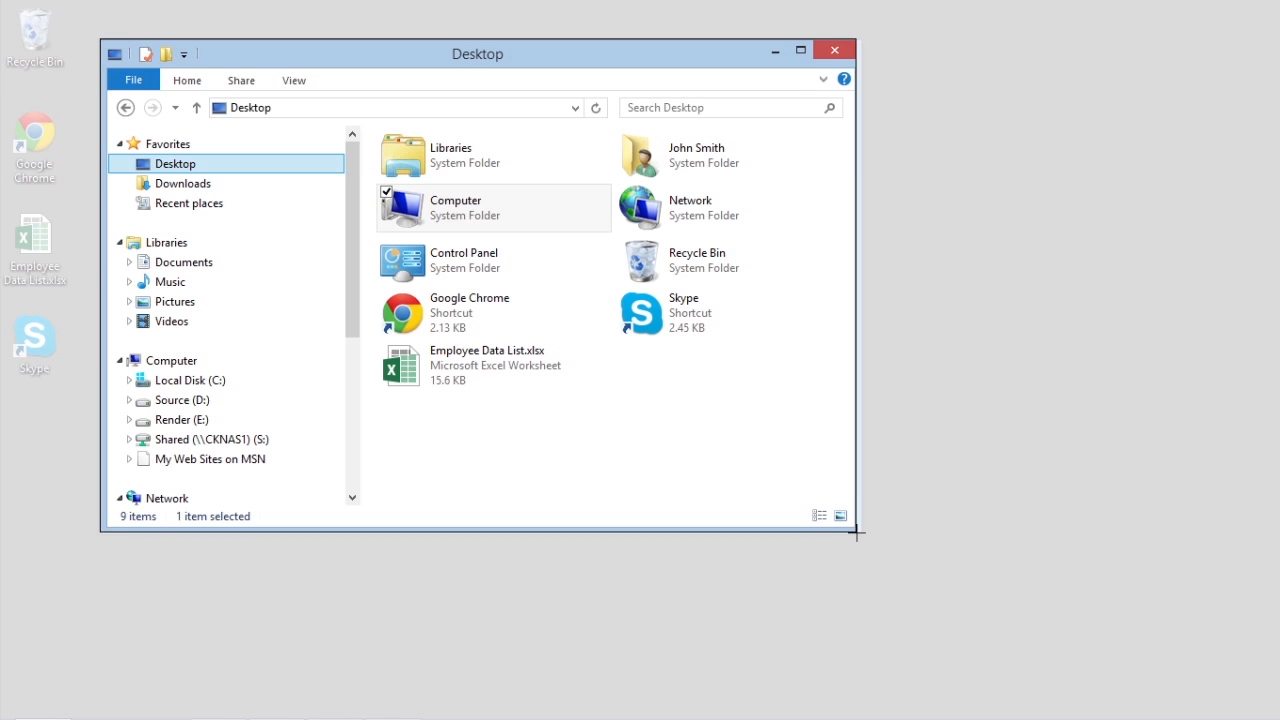 Recycle Bin
Google
Chrome
Employee
Data List.xlsx
Skype
Desktop
File Home Share View
Desktop
Search Desktop
Favorites
Desktop
Downloads
Recent places
Libraries
Documents
Music
Pictures
Videos
Computer
Local Disk (C:)
Source (D:)
Render (E:)
Shared (\\CKNAS1) (S:)
My Web Sites on MSN
Network
Libraries
System Folder
John Smith
System Folder
Computer
System Folder
Network
System Folder
Control Panel
System Folder
Recycle Bin
System Folder
Google Chrome
Shortcut
2.13 KB
Skype
Shortcut
2.45 KB
Employee Data List.xlsx
Microsoft Excel Worksheet
15.6 KB
9 items 1 item selected